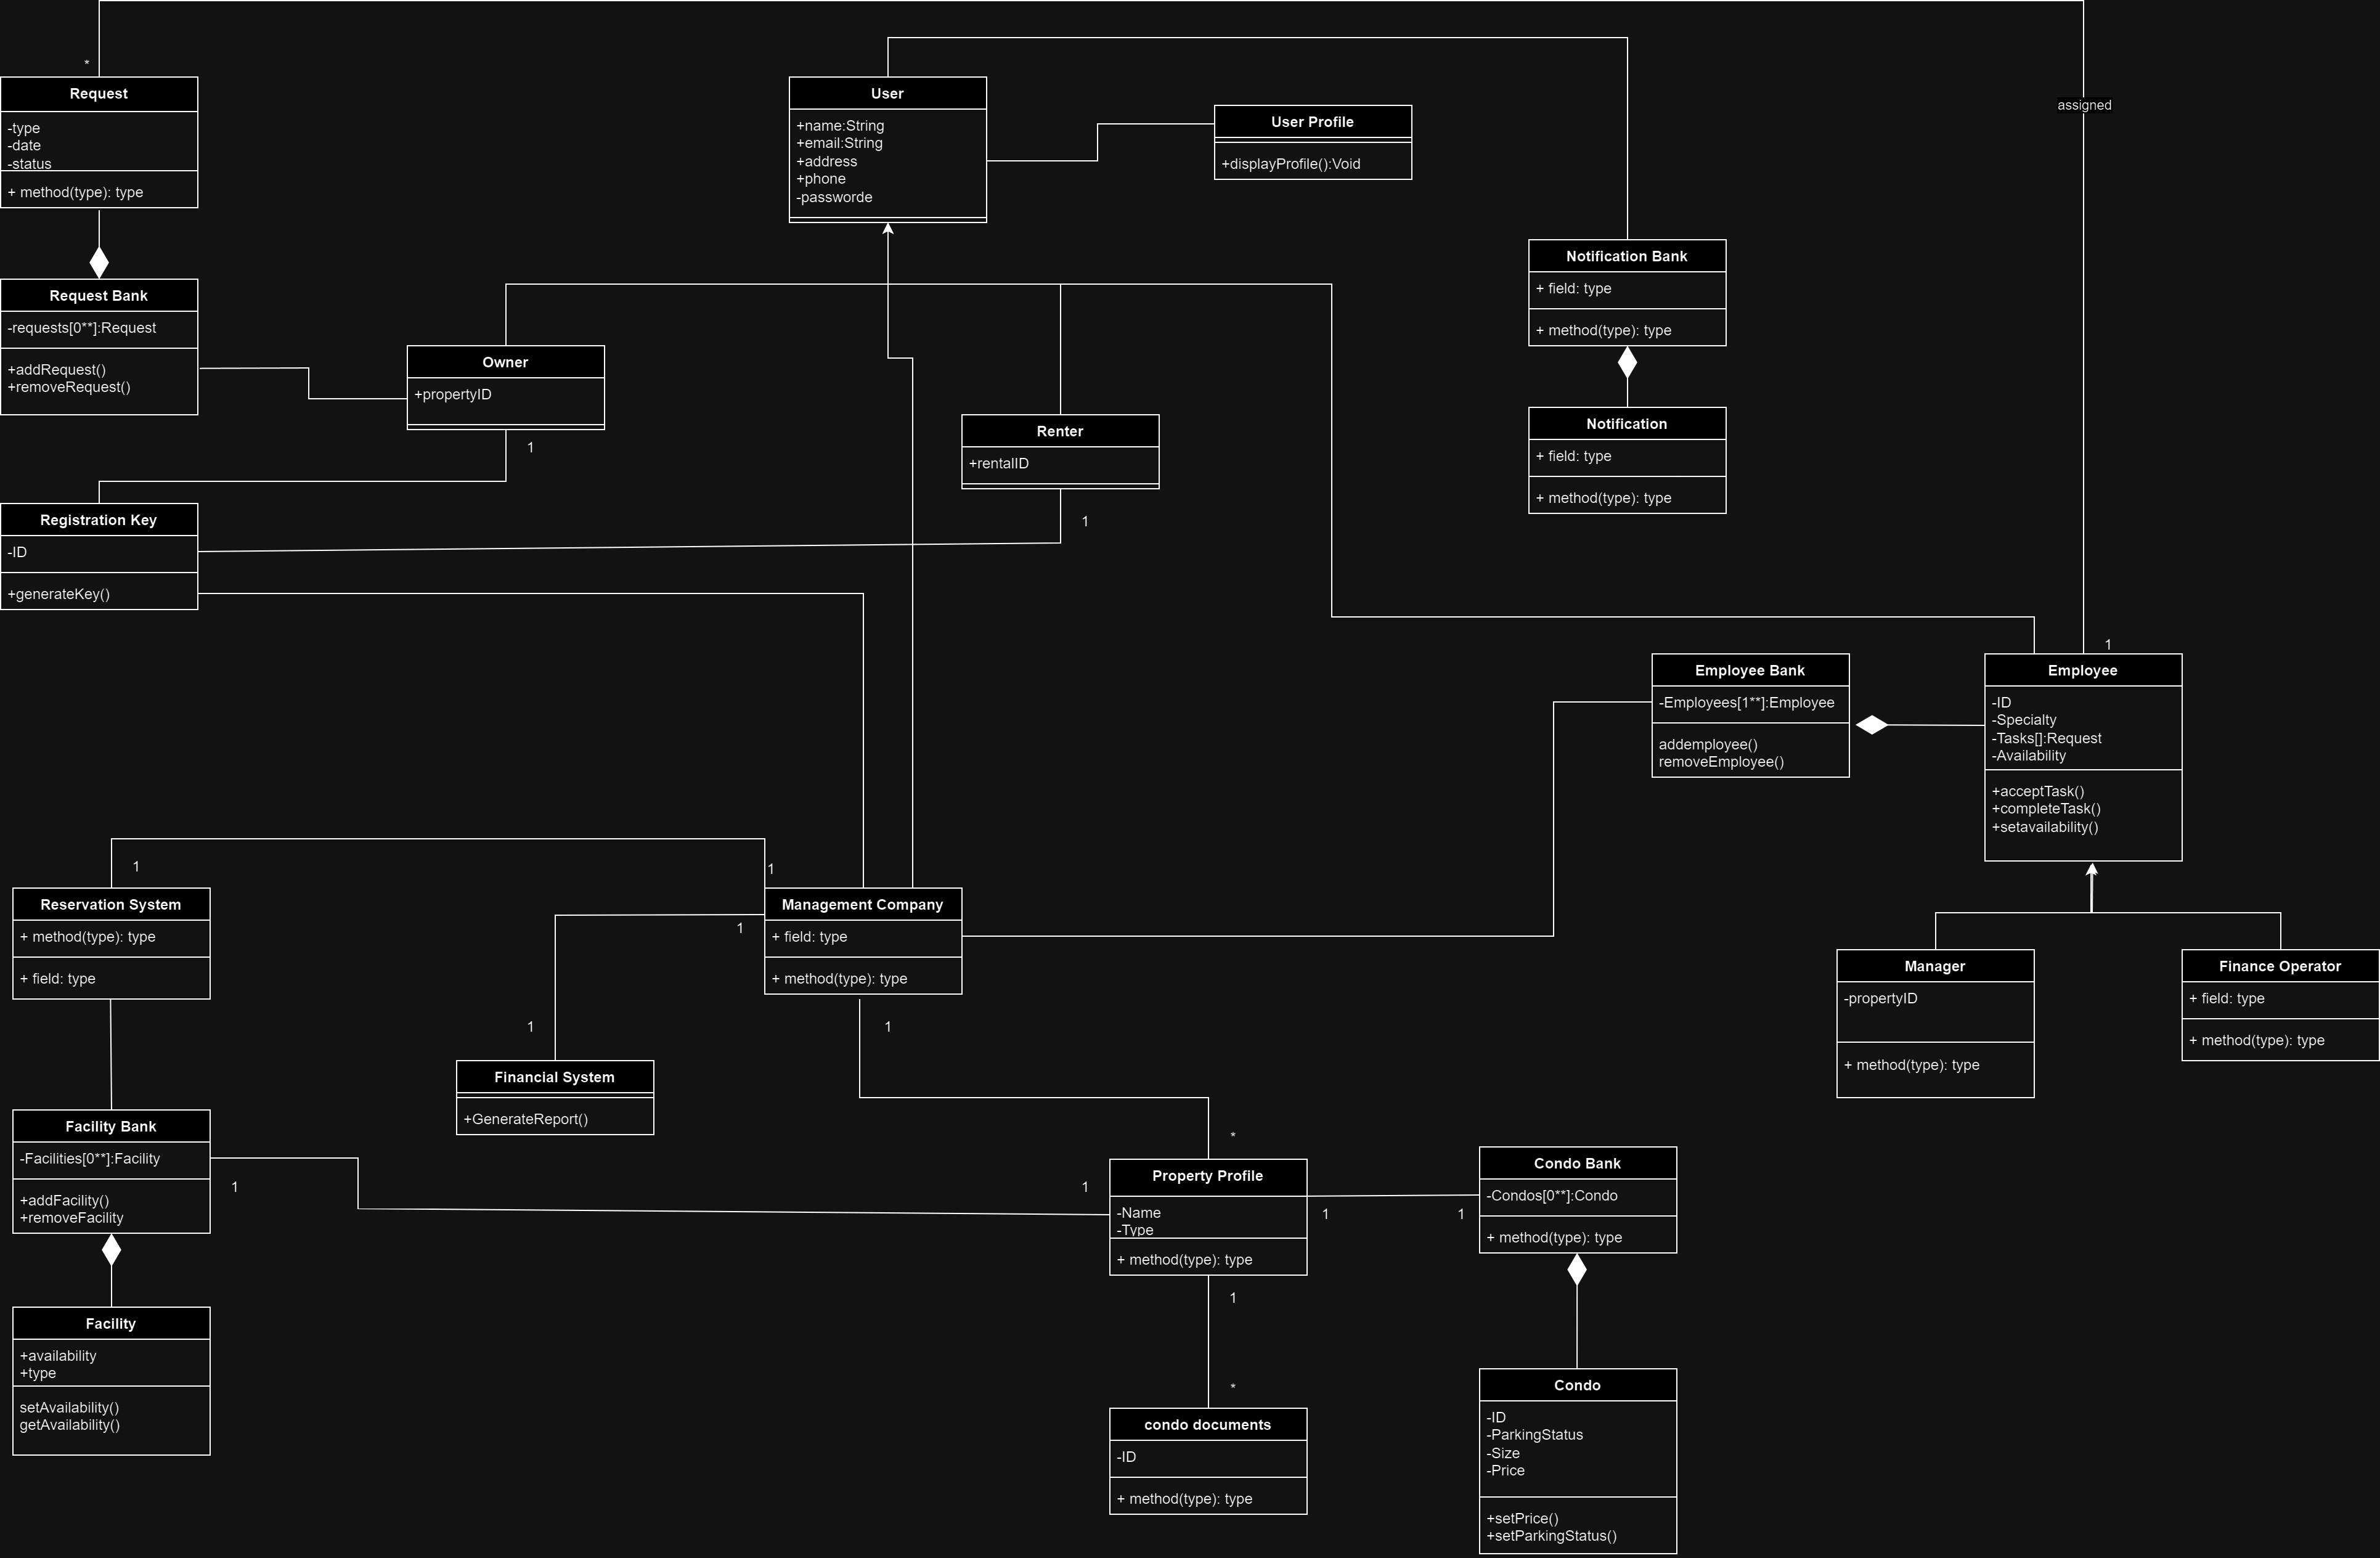 *
Request
-type
-date
-status
+ method(type): type
User
+name:String
+email:String
+address
+phone
-passworde
User Profile
+displayProfile():Void
assigned
Request Bank
-requests[0**]:Request
+addRequest()
+removeRequest()
Owner
+propertyID
1
Renter
+rentalID
1
Notification Bank
+ field: type
+ method(type): type
Notification
+ field: type
+ method(type): type
Registration Key
-ID
+generateKey()
Employee Bank
-Employees[1**]:Employee
addemployee()
removeEmployee()
1
Employee
-ID
-Specialty
-Tasks[]:Request
-Availability
+acceptTask()
+completeTask()
+setavailability()
1
Reservation System
+ method(type): type
+ field: type
1
1
Management Company
+ field: type
+ method(type): type
1
1
Financial System
+GenerateReport()
Manager
-propertyID
+ method(type): type
Finance Operator
+ field: type
+ method(type): type
Facility Bank
-Facilities[0**]:Facility
+addFacility()
+removeFacility
1
*
1
Property Profile
-Name
-Type
+ method(type): type
1
1
Condo Bank
-Condos[0**]:Condo
+ method(type): type
1
*
Facility
+availability
+type
setAvailability()
getAvailability()
condo documents
-ID
+ method(type): type
Condo
-ID
-ParkingStatus
-Size
-Price
+setPrice()
+setParkingStatus()